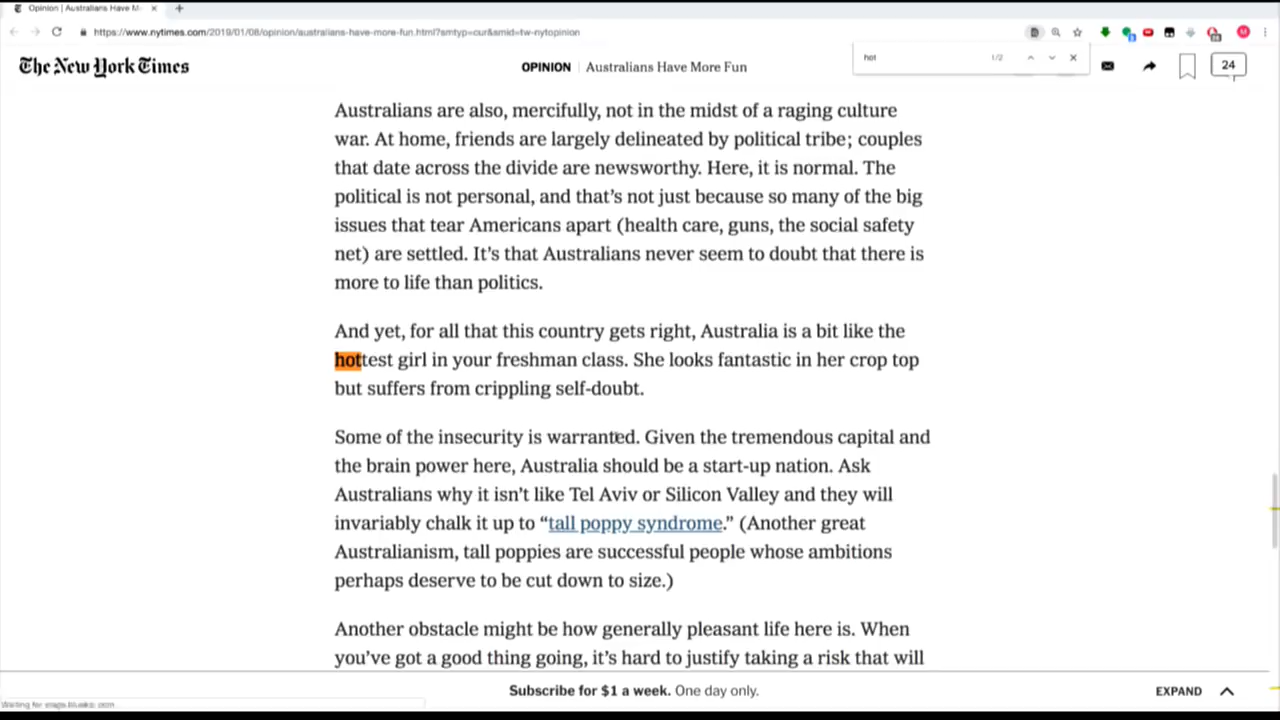 Opinion | Australians Have M
https://www.nytimes.com/2019/01/08/opinion/australians-have-more-fun.html?smtyp=cur&smid=tw-nytopinion
hot 1/2
The New York Times
OPINION Australians Have More Fun
24
Australians are also, mercifully, not in the midst of a raging culture
war. At home, friends are largely delineated by political tribe; couples
that date across the divide are newsworthy. Here, it is normal. The
political is not personal, and that’s not just because so many of the big
issues that tear Americans apart (health care, guns, the social safety
net) are settled. It’s that Australians never seem to doubt that there is
more to life than politics.
And yet, for all that this country gets right, Australia is a bit like the
hottest girl in your freshman class. She looks fantastic in her crop top
but suffers from crippling self-doubt.
Some of the insecurity is warranted. Given the tremendous capital and
the brain power here, Australia should be a start-up nation. Ask
Australians why it isn’t like Tel Aviv or Silicon Valley and they will
invariably chalk it up to “tall poppy syndrome.” (Another great
Australianism, tall poppies are successful people whose ambitions
perhaps deserve to be cut down to size.)
Another obstacle might be how generally pleasant life here is. When
you’ve got a good thing going, it’s hard to justify taking a risk that will
Subscribe for $1 a week. One day only.
EXPAND
Waiting for